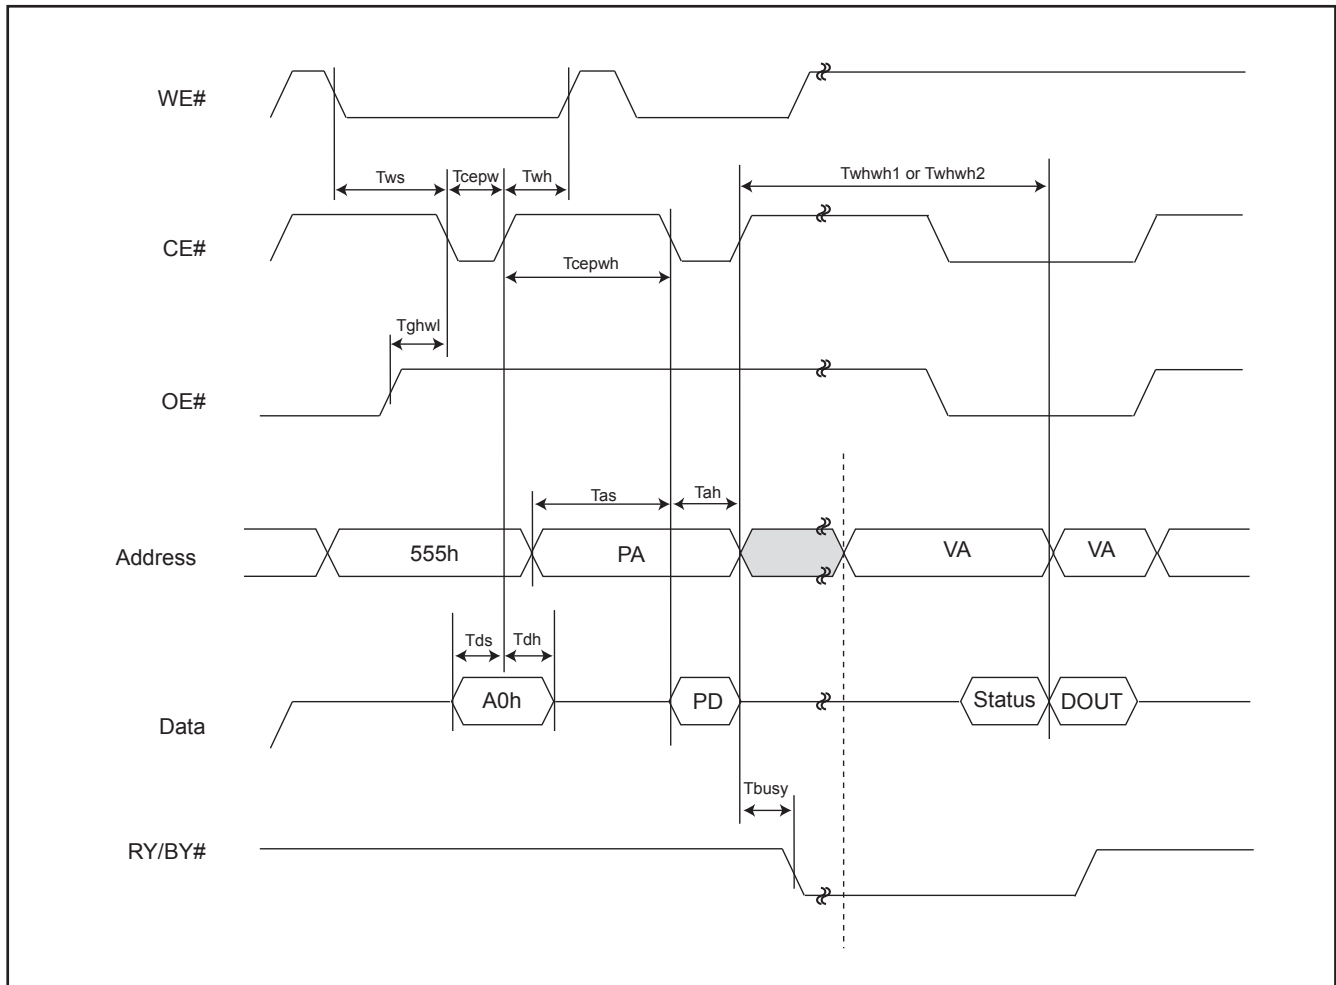 WE#
Tws
Tcepw
Twh
Twhwh1 or Twhwh2
CE#
Tcepwh
Tghwl
OE#
Tas
Tah
Address
555h
PA
VA
VA
Tds
Tdh
Data
A0h
PD
Status
DOUT
Tbusy
RY/BY#